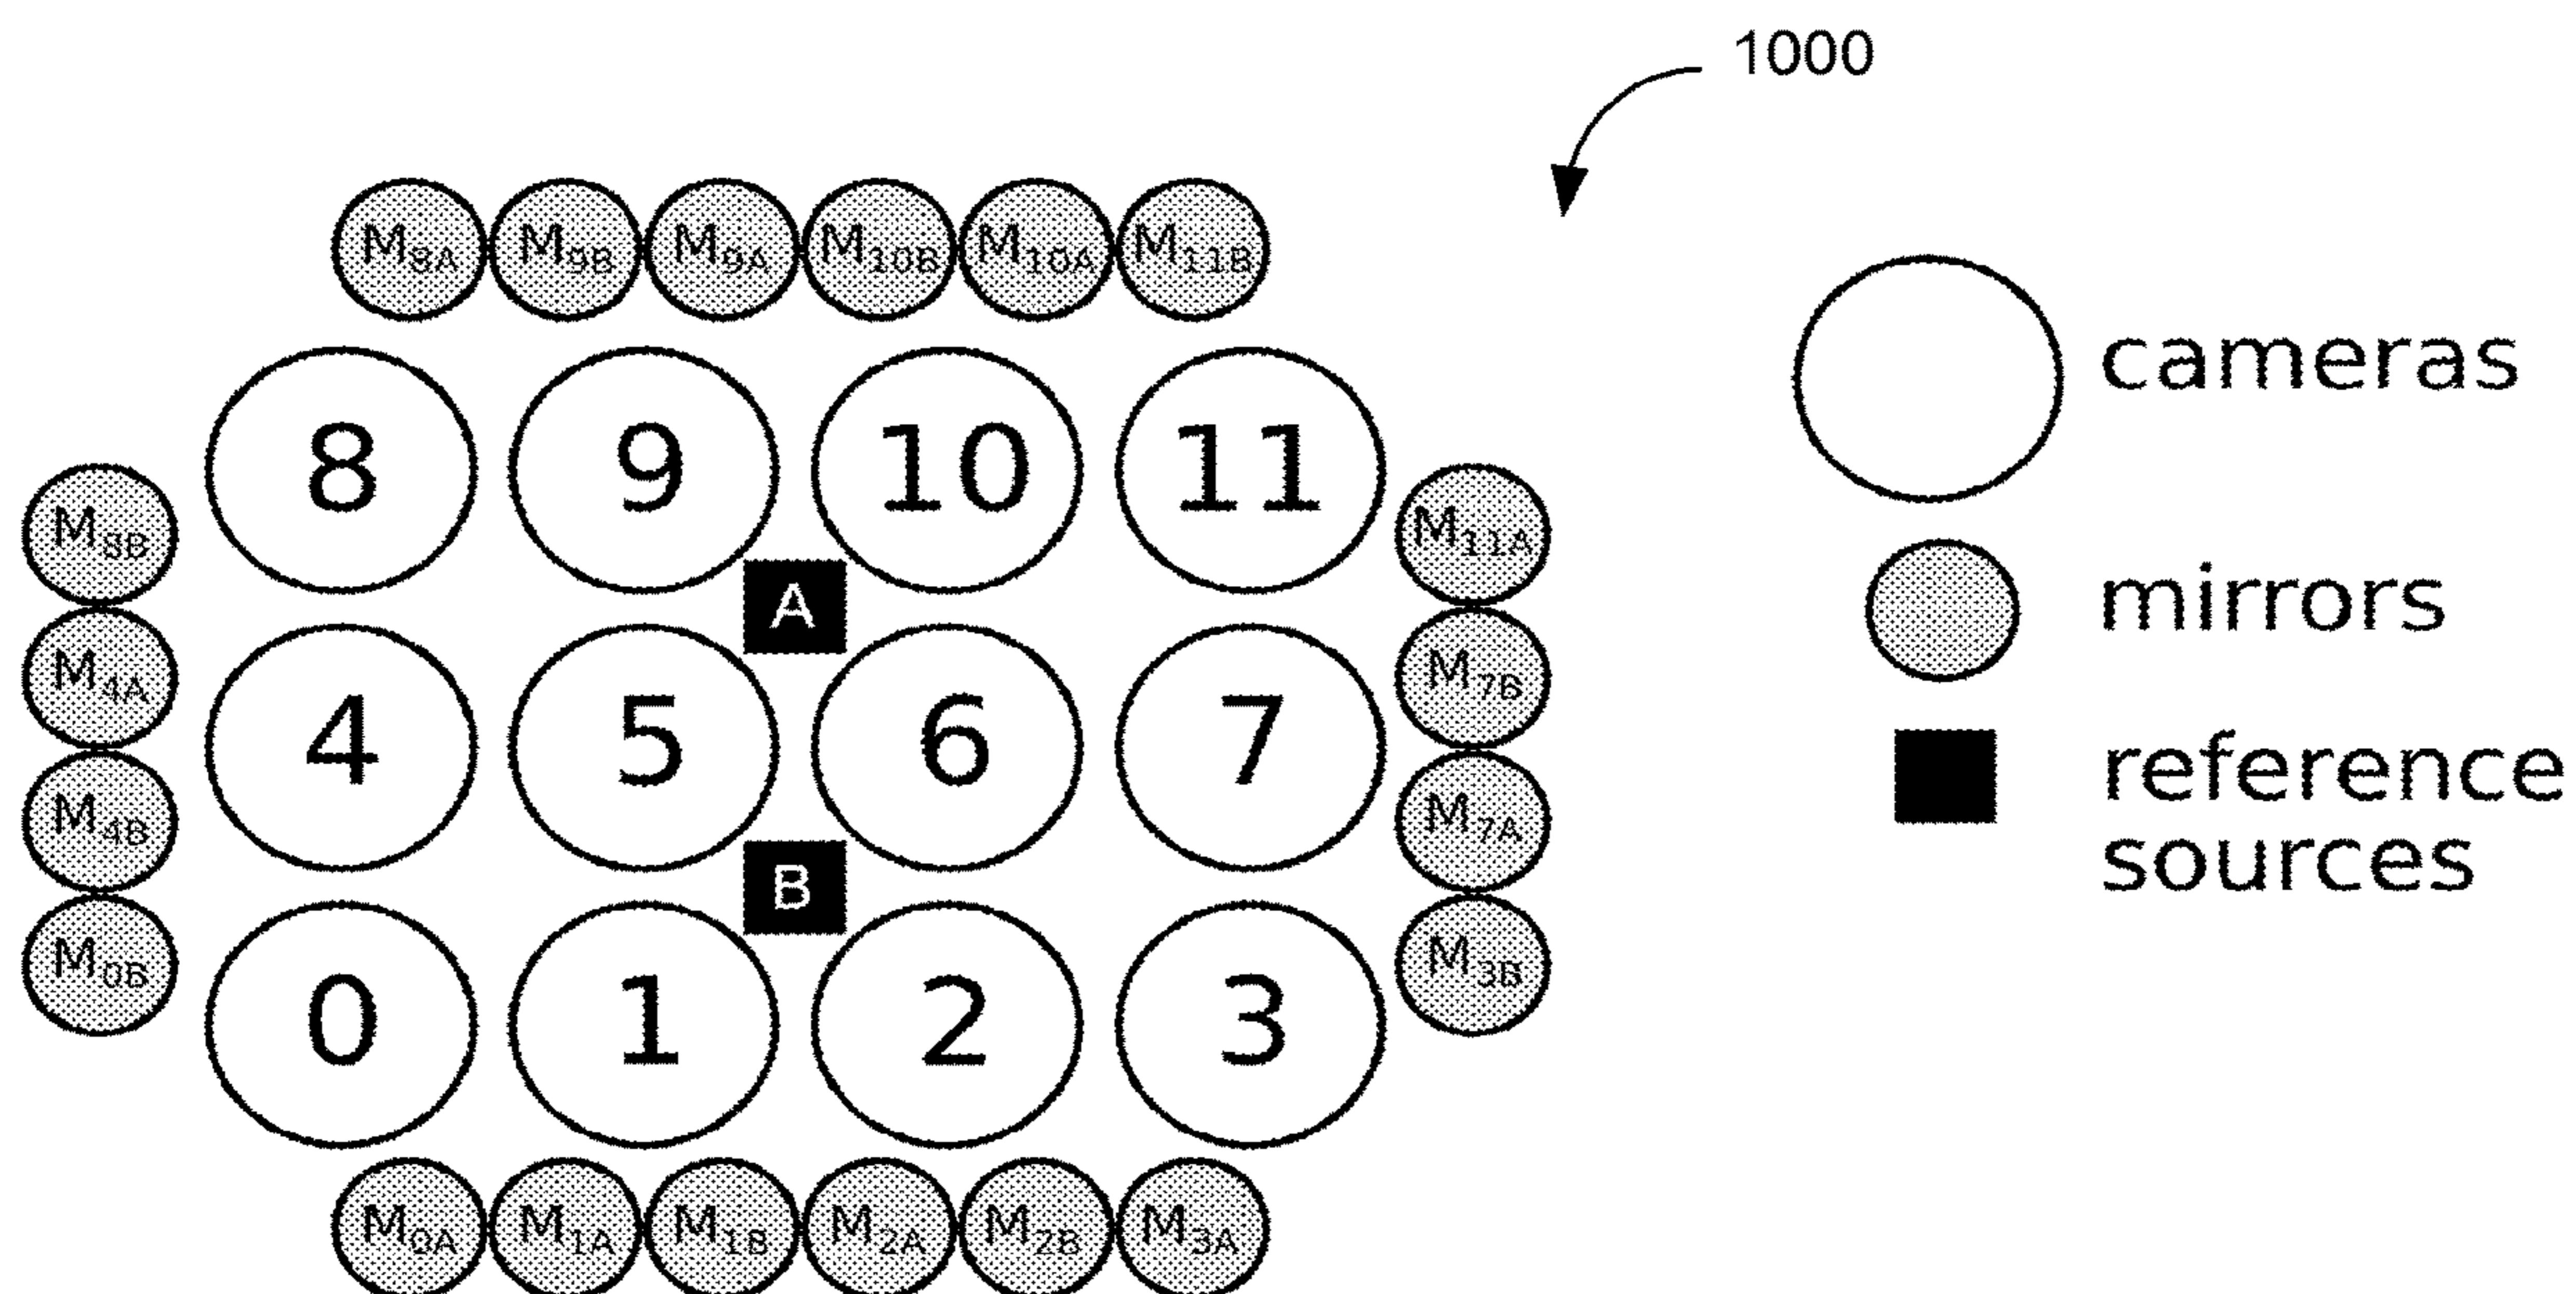 1000
M8A M9B M9A M10B M10A M11B
cameras
8 9 10 11
M8B M11A
A
mirrors
M4A M7B
4 5 6 7
reference
sources
M4B M7A
B
M0B M3B
0 1 2 3
M0A M1A M1B M2A M2B M3A